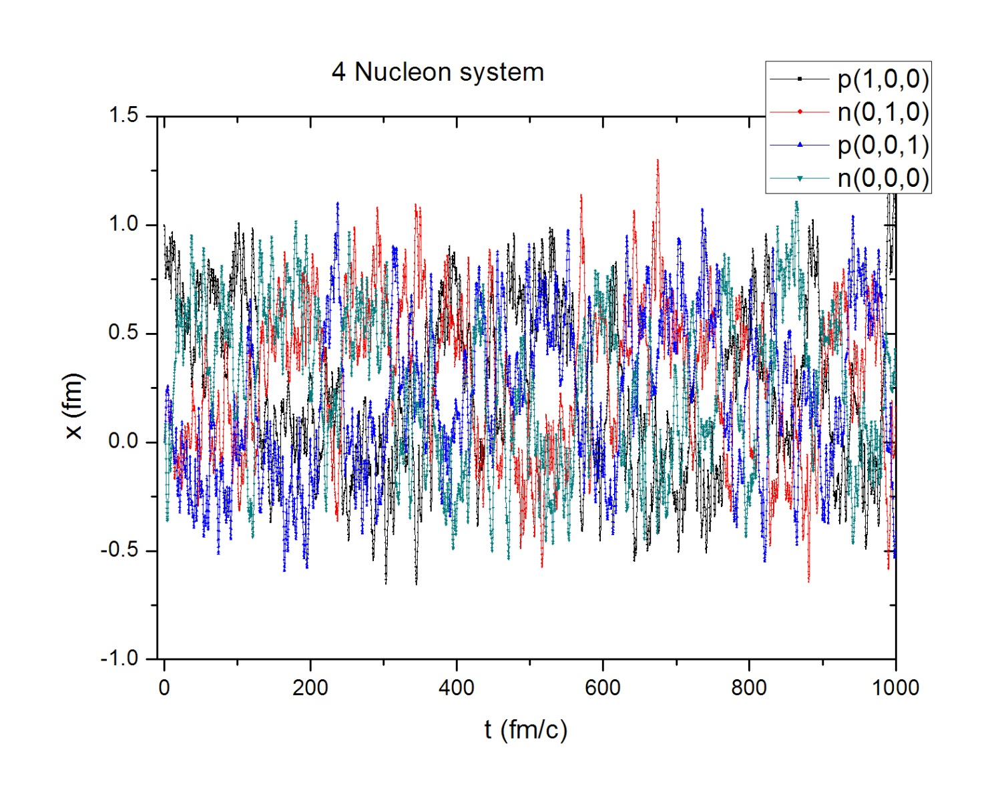 4 Nucleon system
p(1,0,0)
n(0,1,0)
p(0,0,1)
n(0,0,0)
1.5
1.0
0.5
0.0
-0.5
-1.0
x (fm)
0 200 400 600 800 1000
t (fm/c)